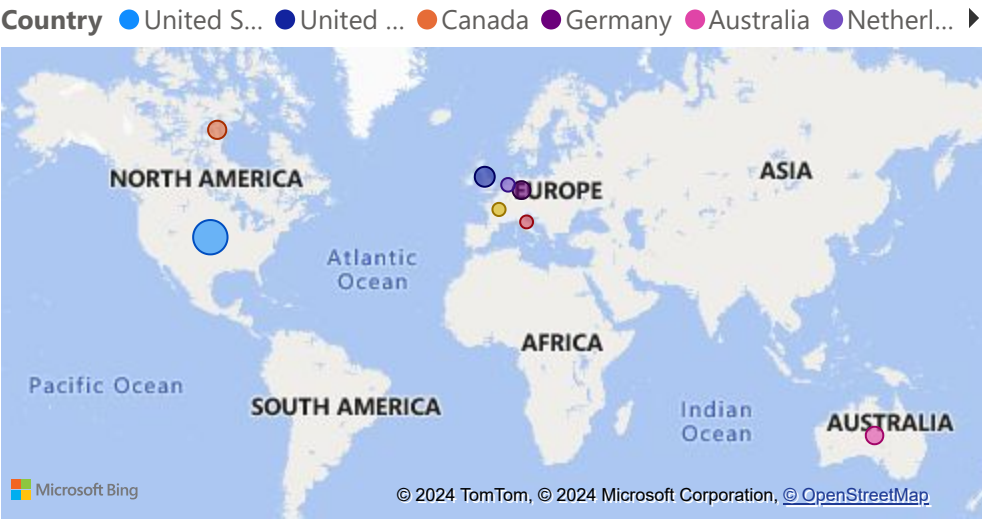 Country United S... United ... Canada Germany Australia Netherl...
NORTH AMERICA
EUROPE
ASIA
Atlantic
Ocean
AFRICA
Pacific Ocean
SOUTH AMERICA
Indian
Ocean
AUSTRALIA
Microsoft Bing
© 2024 TomTom, © 2024 Microsoft Corporation, © OpenStreetMap